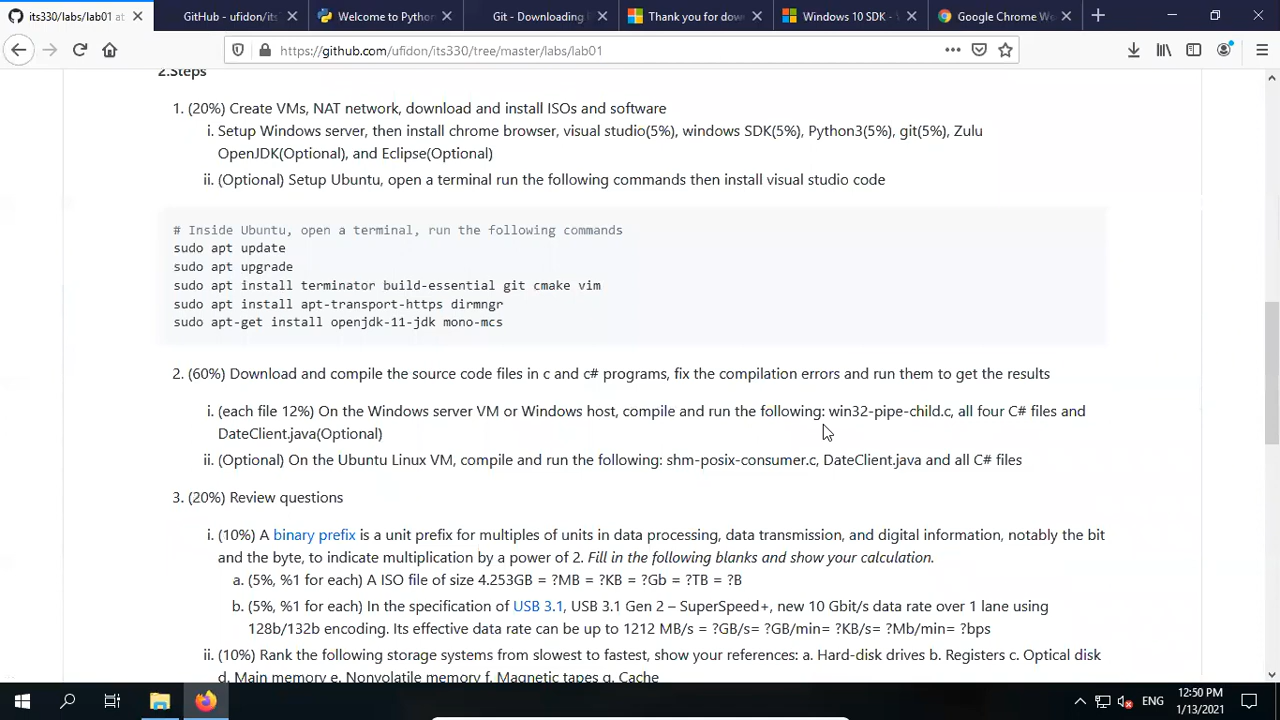 its330/labs/lab01 at
GitHub - ufidon/its
Welcome to Python
Git - Downloading
Thank you for dow
Windows 10 SDK -
Google Chrome We
https://github.com/ufidon/its330/tree/master/labs/lab01
2.Steps
1. (20%) Create VMs, NAT network, download and install ISOs and software
i. Setup Windows server, then install chrome browser, visual studio(5%), windows SDK(5%), Python3(5%), git(5%), Zulu
OpenJDK(Optional), and Eclipse(Optional)
ii. (Optional) Setup Ubuntu, open a terminal run the following commands then install visual studio code
# Inside Ubuntu, open a terminal, run the following commands
sudo apt update
sudo apt upgrade
sudo apt install terminator build-essential git cmake vim
sudo apt install apt-transport-https dirmngr
sudo apt-get install openjdk-11-jdk mono-mcs
2. (60%) Download and compile the source code files in c and c# programs, fix the compilation errors and run them to get the results
i. (each file 12%) On the Windows server VM or Windows host, compile and run the following: win32-pipe-child.c, all four C# files and
DateClient.java(Optional)
ii. (Optional) On the Ubuntu Linux VM, compile and run the following: shm-posix-consumer.c, DateClient.java and all C# files
3. (20%) Review questions
i. (10%) A binary prefix is a unit prefix for multiples of units in data processing, data transmission, and digital information, notably the bit
and the byte, to indicate multiplication by a power of 2. Fill in the following blanks and show your calculation.
a. (5%, %1 for each) A ISO file of size 4.253GB = ?MB = ?KB = ?Gb = ?TB = ?B
b. (5%, %1 for each) In the specification of USB 3.1, USB 3.1 Gen 2 – SuperSpeed+, new 10 Gbit/s data rate over 1 lane using
128b/132b encoding. Its effective data rate can be up to 1212 MB/s = ?GB/s= ?GB/min= ?KB/s= ?Mb/min= ?bps
ii. (10%) Rank the following storage systems from slowest to fastest, show your references: a. Hard-disk drives b. Registers c. Optical disk
d. Main memory e. Nonvolatile memory f. Magnetic tapes g. Cache
ENG
12:50 PM
1/13/2021